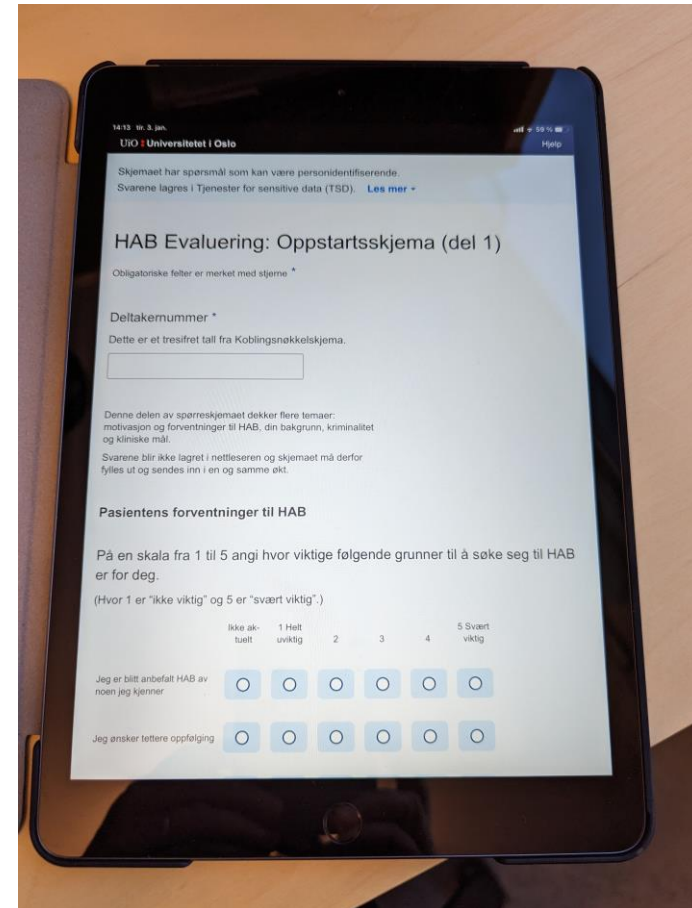 14:13 tir. 3. jan.
59 %
UiO Universitetet i Oslo
Hjelp
Skjemaet har spørsmål som kan være personidentifiserende.
Svarene lagres i Tjenester for sensitive data (TSD). Les mer
HAB Evaluering: Oppstartsskjema (del 1)
Obligatoriske felter er merket med stjerne *
Deltakernummer *
Dette er et tresifret tall fra Koblingsnøkkelskjema.
Denne delen av spørreskjemaet dekker flere temaer:
motivasjon og forventninger til HAB, din bakgrunn, kriminalitet
og kliniske mål.
Svarene blir ikke lagret i nettleseren og skjemaet må derfor
fylles ut og sendes inn i en og samme økt.
Pasientens forventninger til HAB
På en skala fra 1 til 5 angi hvor viktige følgende grunner til å søke seg til HAB
er for deg.
(Hvor 1 er "ikke viktig" og 5 er "svært viktig".)
Ikke ak-
tuelt
1 Helt
uviktig
2
3
4
5 Svært
viktig
Jeg er blitt anbefalt HAB av
noen jeg kjenner
Jeg ønsker tettere oppfølging